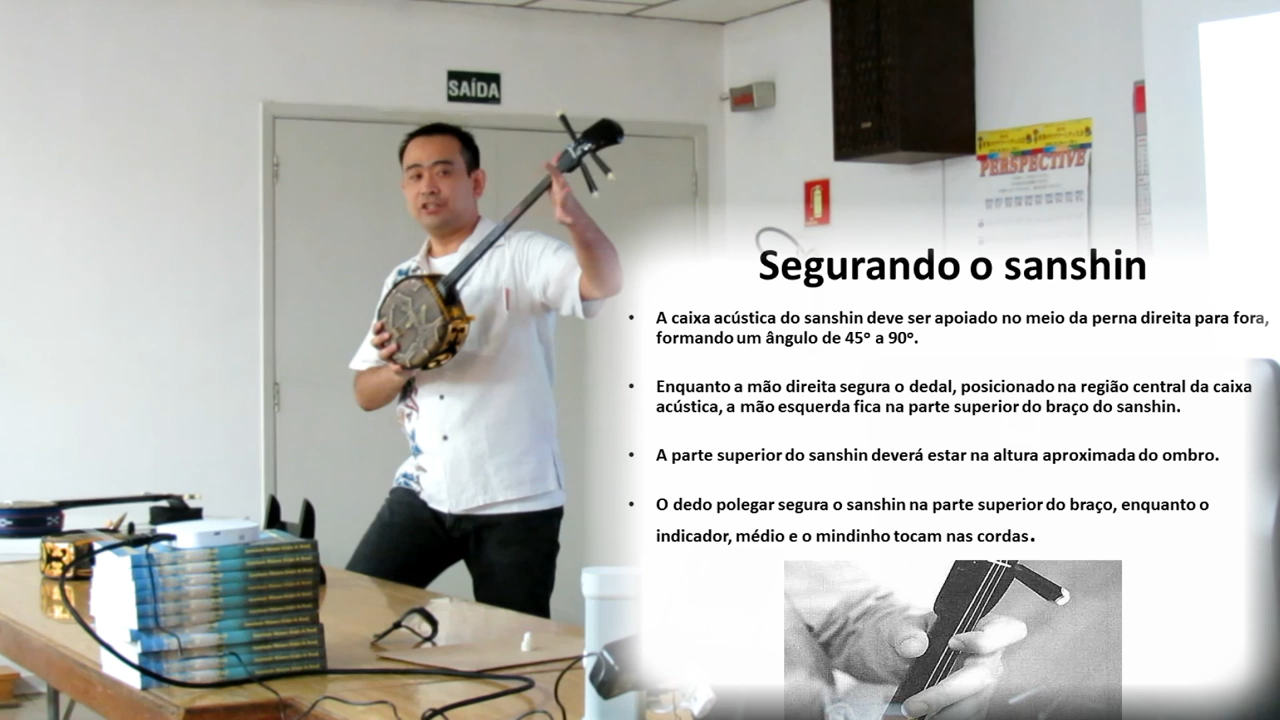 SAÍDA
PERSPECTIVE
Segurando o sanshin
• A caixa acústica do sanshin deve ser apoiado no meio da perna direita para fora,
formando um ângulo de 45º a 90º.
• Enquanto a mão direita segura o dedal, posicionado na região central da caixa
acústica, a mão esquerda fica na parte superior do braço do sanshin.
• A parte superior do sanshin deverá estar na altura aproximada do ombro.
• O dedo polegar segura o sanshin na parte superior do braço, enquanto o
indicador, médio e o mindinho tocam nas cordas.